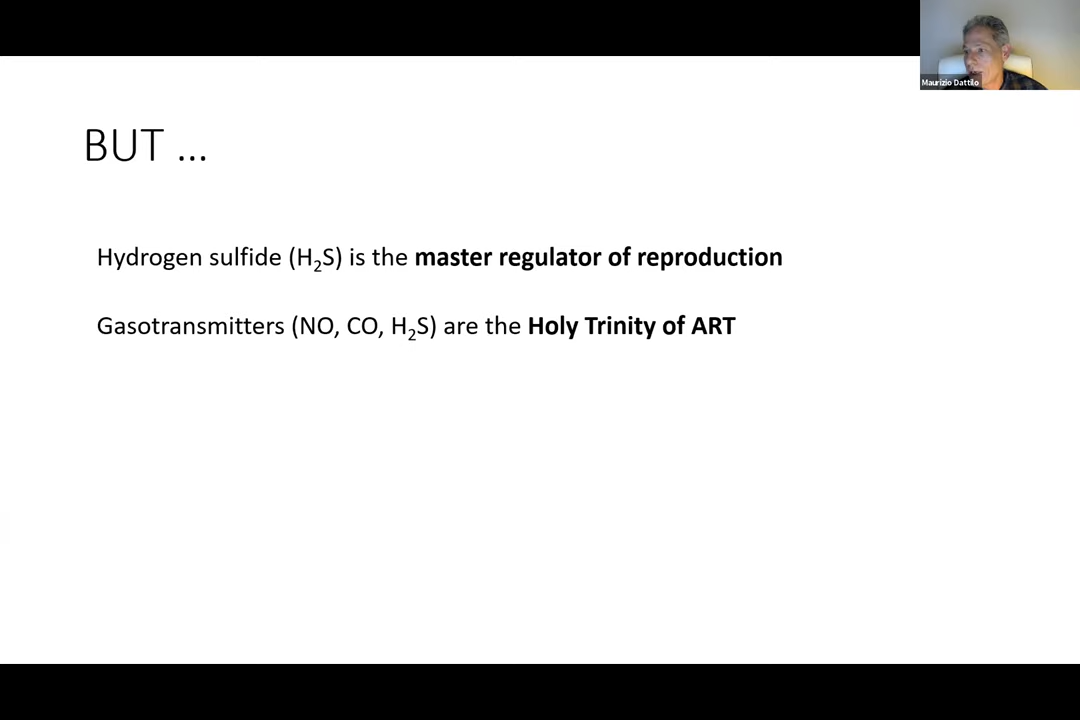 Maurizio Dattilo
BUT ...
Hydrogen sulfide (H₂S) is the master regulator of reproduction
Gasotransmitters (NO, CO, H₂S) are the Holy Trinity of ART